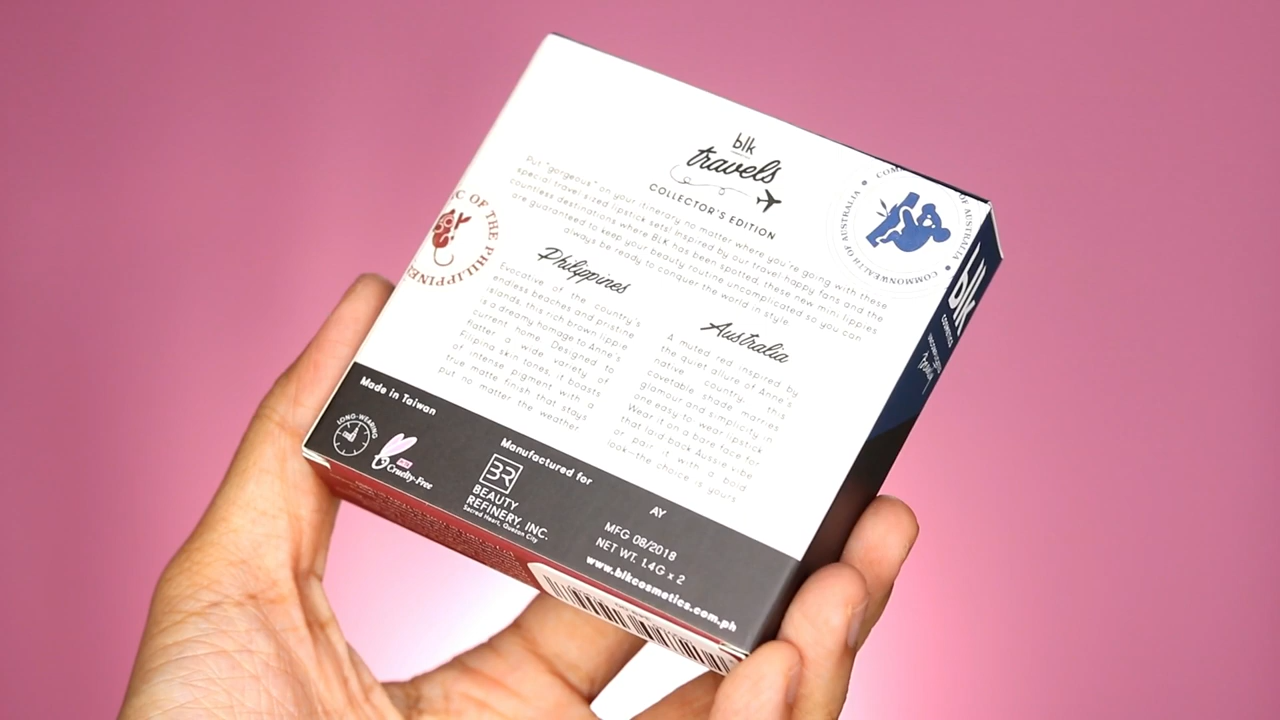 blk
travels
COLLECTOR'S EDITION
Put "gorgeous" on your itinerary no matter where you're going with these
special travel sized lipstick sets! Inspired by our travel happy fans and the
countless destinations where BLK has been spotted, these new mini lippies
are guaranteed to keep your beauty routine uncomplicated so you can
always be ready to conquer the world in style.
C OF THE PHILIPPINES
COMMONWEALTH OF AUSTRALIA
OF AUSTRALIA
Philippines
Evocative of the country's
endless beaches and pristine
islands, this rich brown lippie
is a dreamy homage to Anne's
current home. Designed to
flatter a wide variety of
Filipina skin tones, it boasts
of intense pigment with a
true matte finish that stays
put no matter the weather
Australia
A muted red inspired by
the quiet allure of Anne's
native country, this
covetable shade marries
glamour and simplicity in
one easy-to-wear lipstick
Wear it on a bare face for
that laid back Aussie vibe
or pair it with a bold
look—the choice is yours
Made in Taiwan
LONG-WEARING
Cruelty-Free
Manufactured for
BR
BEAUTY
REFINERY, INC.
Sacred Heart, Quezon City
AY
MFG 08/2018
NET WT. 1.4G x 2
www.blkcosmetics.com.ph
blk
COSMETICS